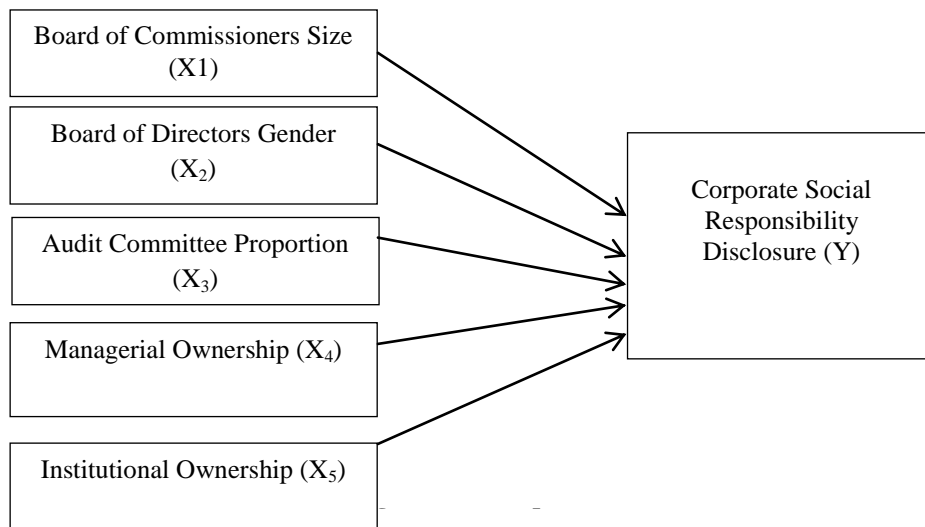 Board of Commissioners Size
(X1)
Board of Directors Gender
(X₂)
Audit Committee Proportion
(X₃)
Managerial Ownership (X₄)
Institutional Ownership (X₅)
Corporate Social
Responsibility
Disclosure (Y)